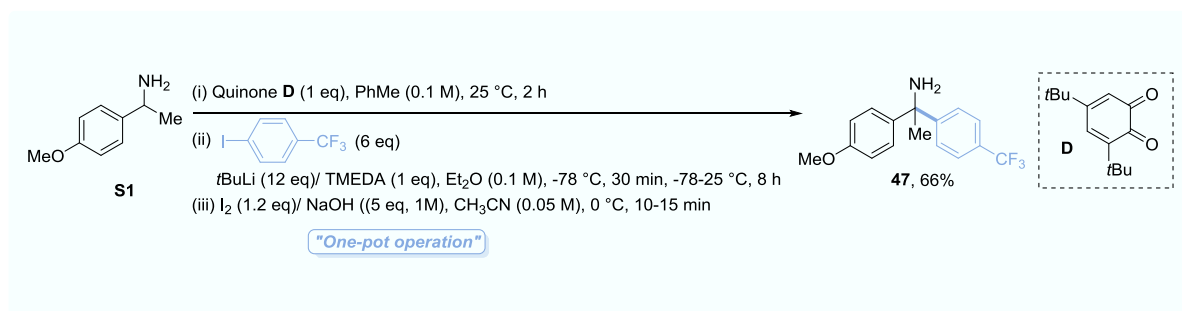 NH₂
Me
MeO
S1
(i) Quinone D (1 eq), PhMe (0.1 M), 25 °C, 2 h
(ii) I CF₃ (6 eq)
tBuLi (12 eq)/ TMEDA (1 eq), Et₂O (0.1 M), -78 °C, 30 min, -78-25 °C, 8 h
(iii) I₂ (1.2 eq)/ NaOH ((5 eq, 1M), CH₃CN (0.05 M), 0 °C, 10-15 min
"One-pot operation"
NH₂
Me
MeO
CF₃
47, 66%
tBu
O
O
D
tBu